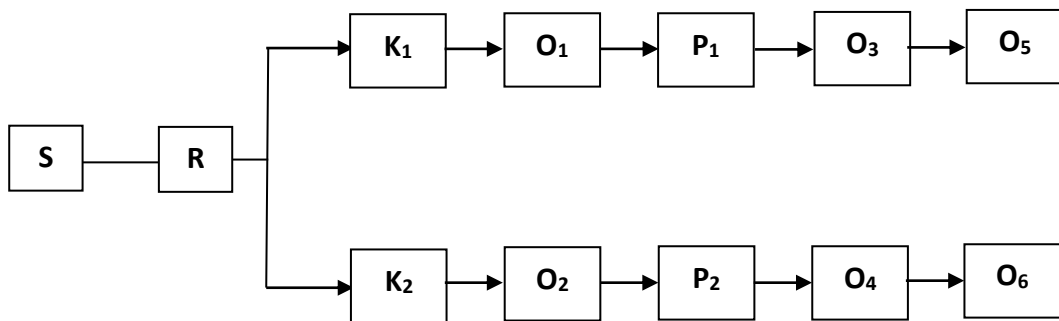 K₁ O₁ P₁ O₃ O₅
S R
K₂ O₂ P₂ O₄ O₆